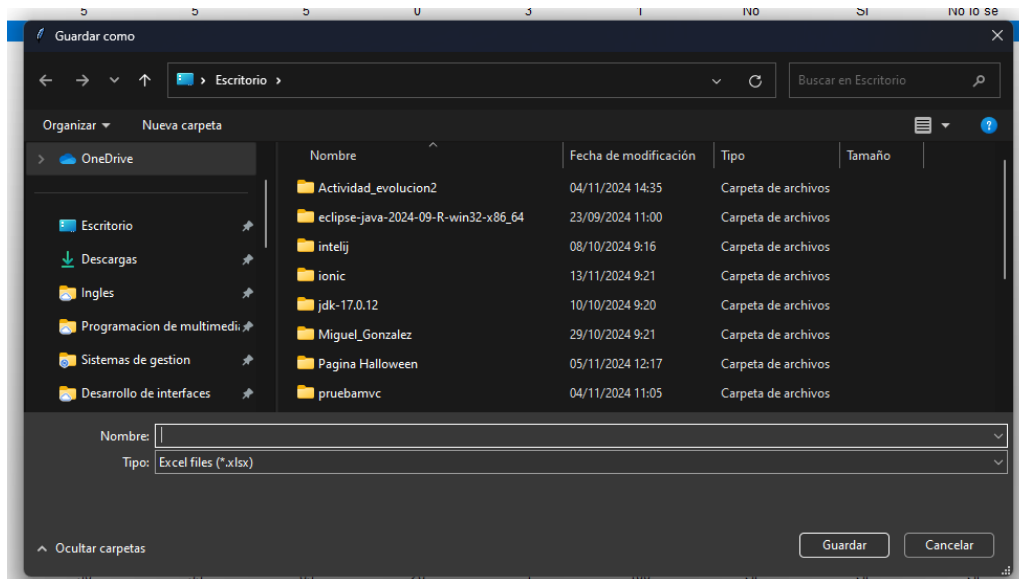 5 5 5 0 3 1 No Sí No lo se
Guardar como
Escritorio
Buscar en Escritorio
Organizar Nueva carpeta
OneDrive
Escritorio
Descargas
Ingles
Programacion de multimedi
Sistemas de gestion
Desarrollo de interfaces
Nombre Fecha de modificación Tipo Tamaño
Actividad_evolucion2 04/11/2024 14:35 Carpeta de archivos
eclipse-java-2024-09-R-win32-x86_64 23/09/2024 11:00 Carpeta de archivos
intelij 08/10/2024 9:16 Carpeta de archivos
ionic 13/11/2024 9:21 Carpeta de archivos
jdk-17.0.12 10/10/2024 9:20 Carpeta de archivos
Miguel_Gonzalez 29/10/2024 9:21 Carpeta de archivos
Pagina Halloween 05/11/2024 12:17 Carpeta de archivos
pruebamvc 04/11/2024 11:05 Carpeta de archivos
Nombre:
Tipo: Excel files (*.xlsx)
Ocultar carpetas
Guardar Cancelar